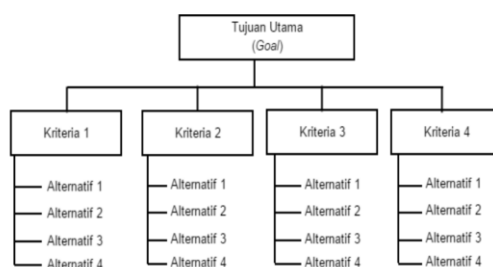 Tujuan Utama
(Goal)
Kriteria 1
Kriteria 2
Kriteria 3
Kriteria 4
Alternatif 1
Alternatif 2
Alternatif 3
Alternatif 4
Alternatif 1
Alternatif 2
Alternatif 3
Alternatif 4
Alternatif 1
Alternatif 2
Alternatif 3
Alternatif 4
Alternatif 1
Alternatif 2
Alternatif 3
Alternatif 4